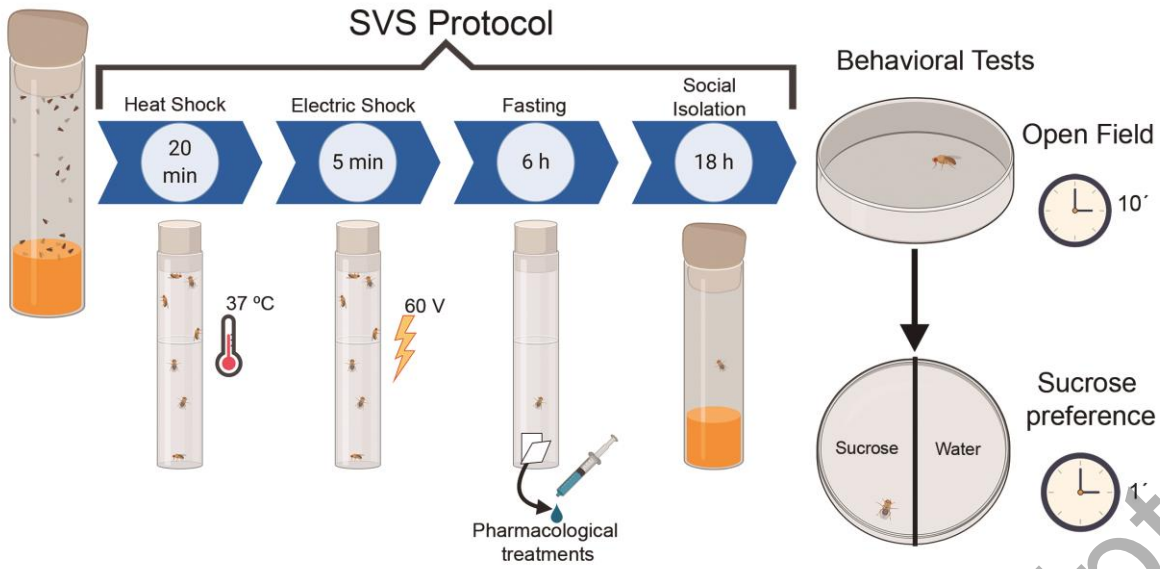 SVS Protocol
Heat Shock
Electric Shock
Fasting
Social
Isolation
20
min
5 min
6 h
18 h
37 ºC
60 V
Pharmacological
treatments
Behavioral Tests
Open Field
10´
Sucrose
Water
Sucrose
preference
1´